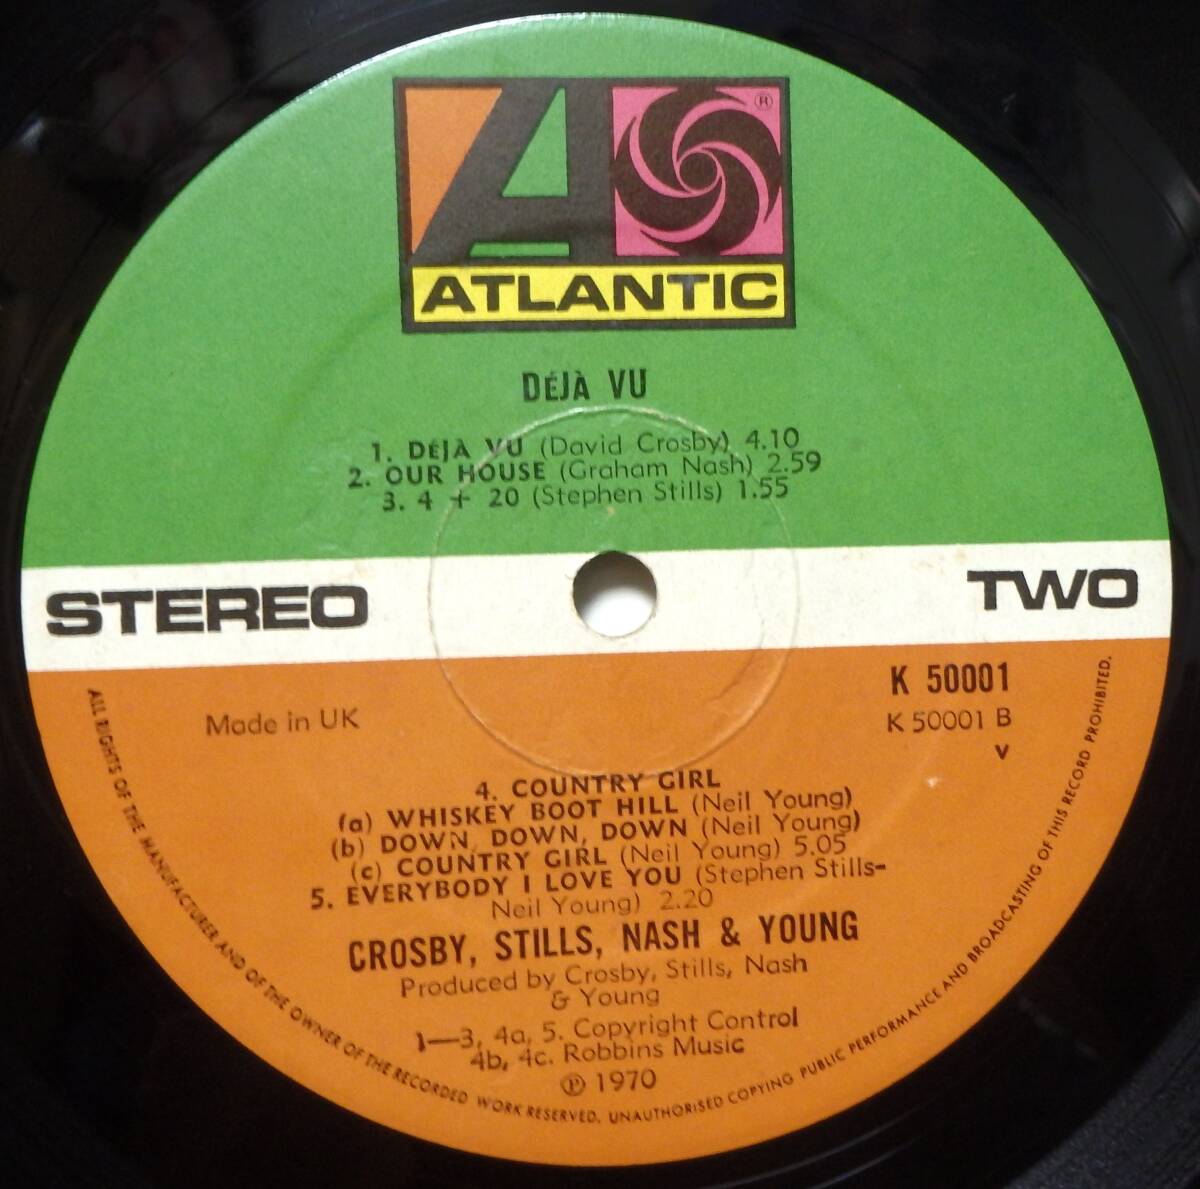 ®
ATLANTIC
DÉJÀ VU
1. DÉJÀ VU (David Crosby) 4.10
2. OUR HOUSE (Graham Nash) 2.59
3. 4 + 20 (Stephen Stills) 1.55
STEREO
TWO
K 50001
Made in UK
K 50001 B
V
4. COUNTRY GIRL
(a) WHISKEY BOOT HILL (Neil Young)
(b) DOWN, DOWN, DOWN (Neil Young)
(c) COUNTRY GIRL (Neil Young) 5.05
5. EVERYBODY I LOVE YOU (Stephen Stills-
Neil Young) 2.20
CROSBY, STILLS, NASH & YOUNG
Produced by Crosby, Stills, Nash
& Young
1—3, 4a, 5. Copyright Control
4b, 4c. Robbins Music
℗ 1970
ALL RIGHTS OF THE MANUFACTURER AND OF THE OWNER OF THE RECORDED WORK RESERVED. UNAUTHORISED COPYING PUBLIC PERFORMANCE AND BROADCASTING OF THIS RECORD PROHIBITED.